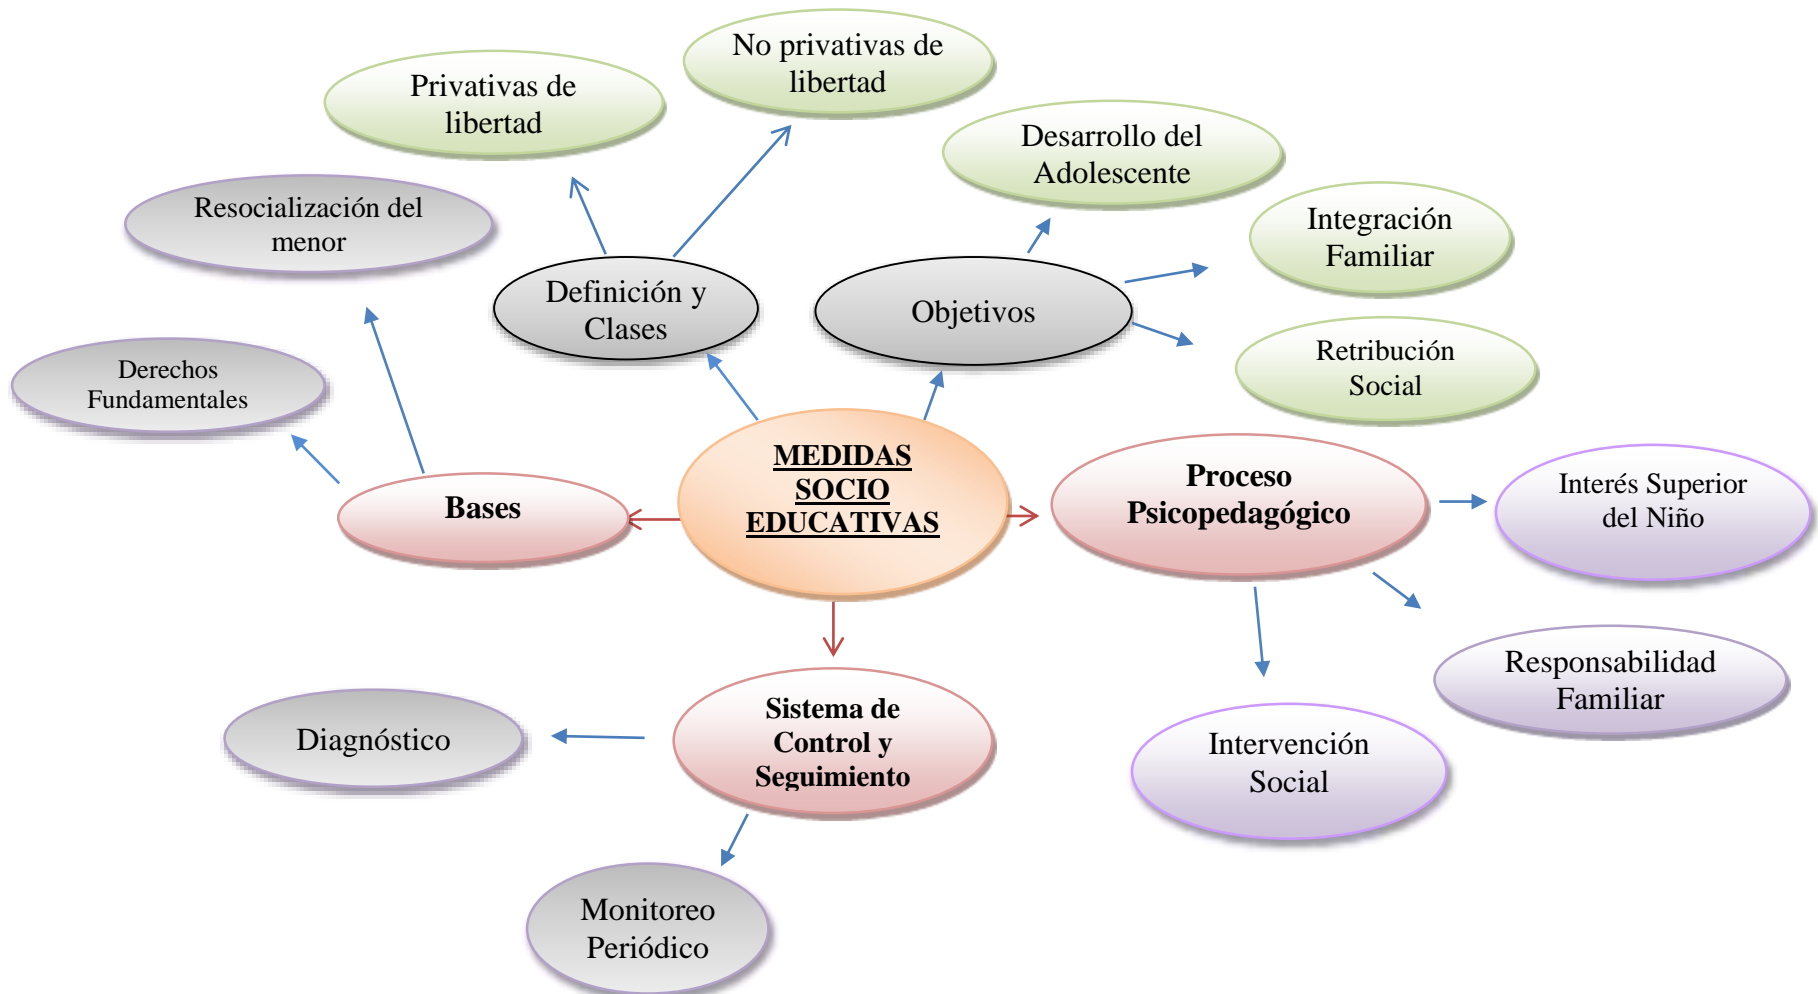 No privativas de
libertad
Privativas de
libertad
Desarrollo del
Adolescente
Resocialización del
menor
Integración
Familiar
Definición y
Clases
Objetivos
Retribución
Social
Derechos
Fundamentales
MEDIDAS
SOCIO
EDUCATIVAS
Bases
Proceso
Psicopedagógico
Interés Superior
del Niño
Responsabilidad
Familiar
Sistema de
Control y
Seguimiento
Diagnóstico
Intervención
Social
Monitoreo
Periódico